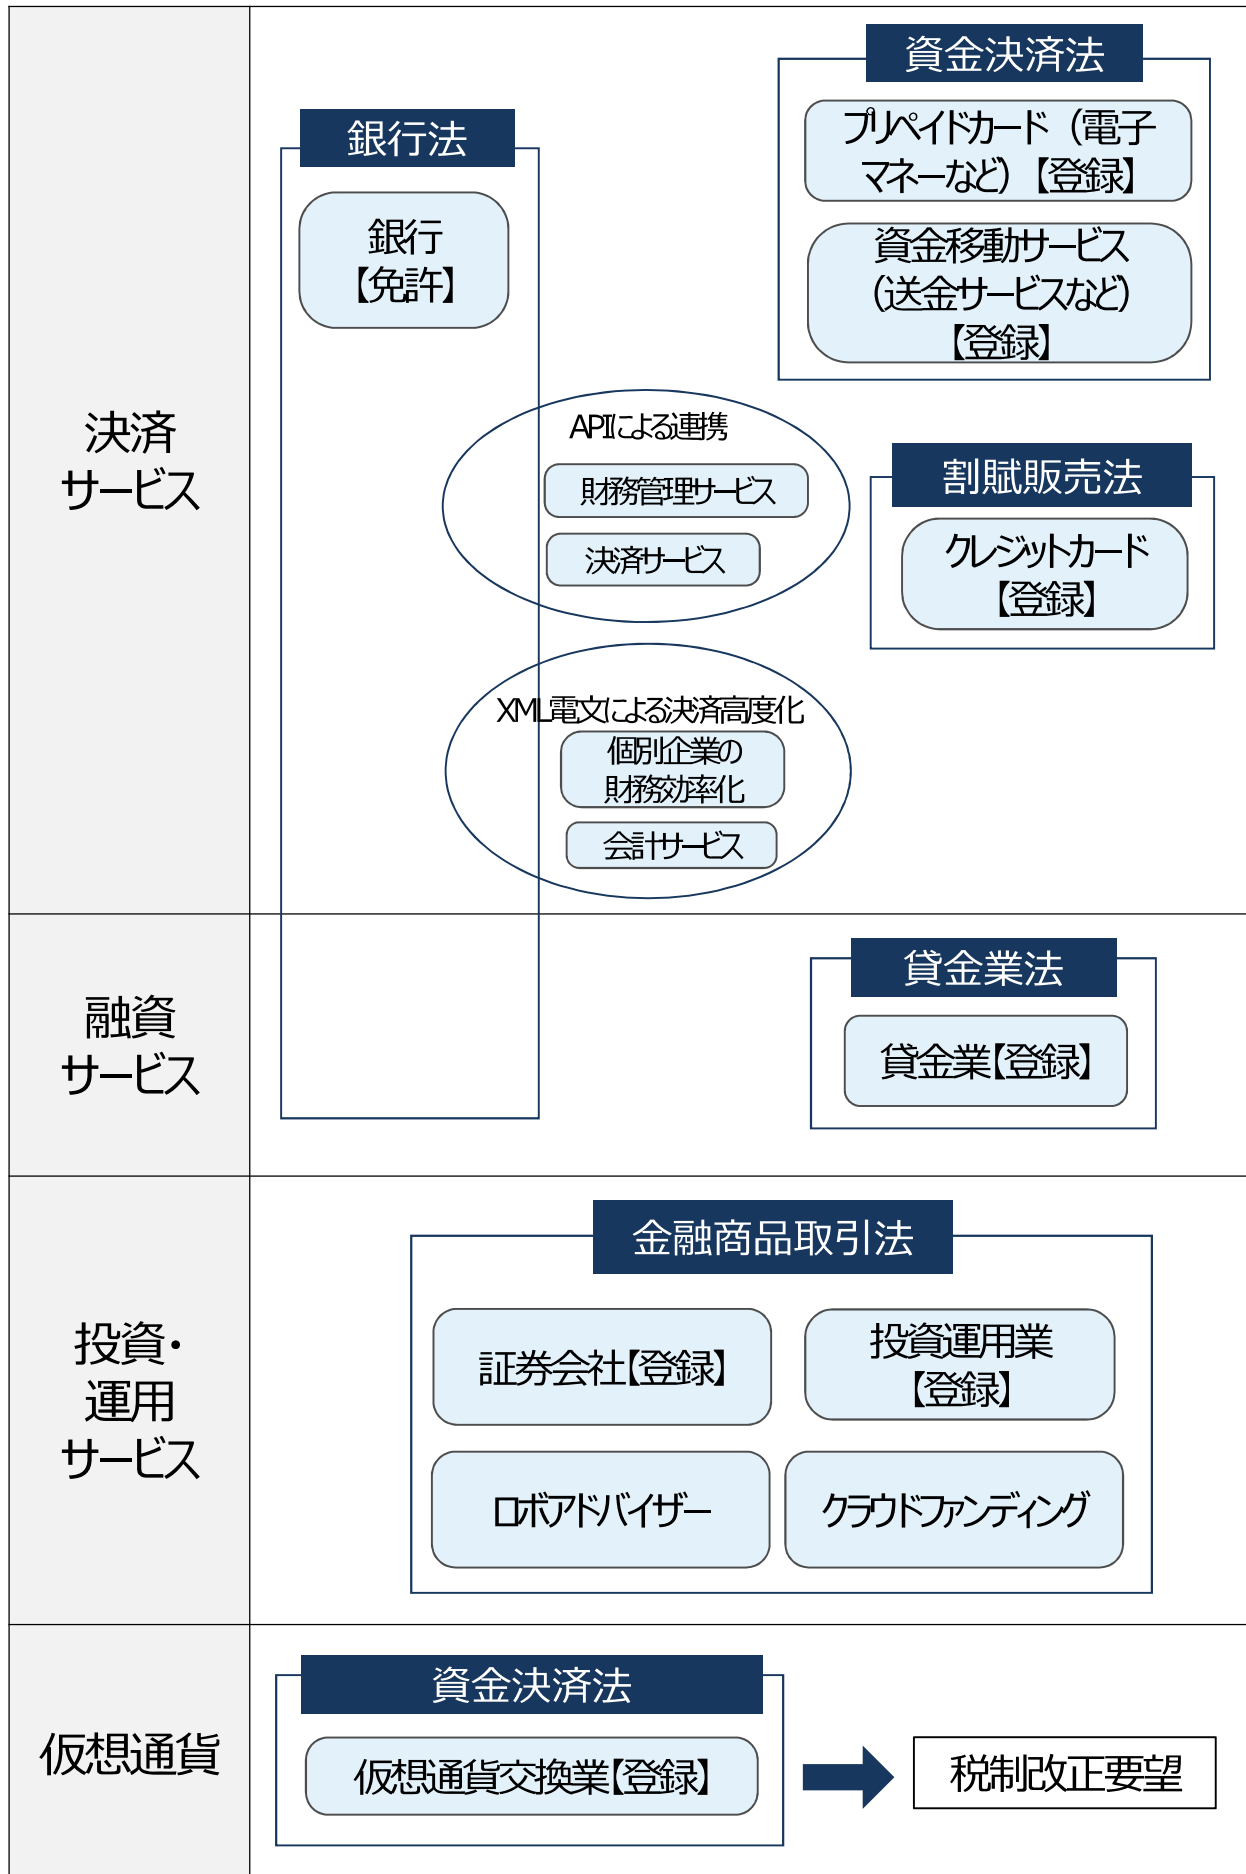 決済
サービス
銀行法
銀行
【免許】
資金決済法
プリペイドカード（電子
マネーなど）【登録】
資金移動サービス
（送金サービスなど）
【登録】
APIによる連携
財務管理サービス
決済サービス
割賦販売法
クレジットカード
【登録】
XML電文による決済高度化
個別企業の
財務効率化
会計サービス
融資
サービス
貸金業法
貸金業【登録】
投資・
運用
サービス
金融商品取引法
証券会社【登録】
投資運用業
【登録】
ロボアドバイザー
クラウドファンディング
仮想通貨
資金決済法
仮想通貨交換業【登録】
税制改正要望